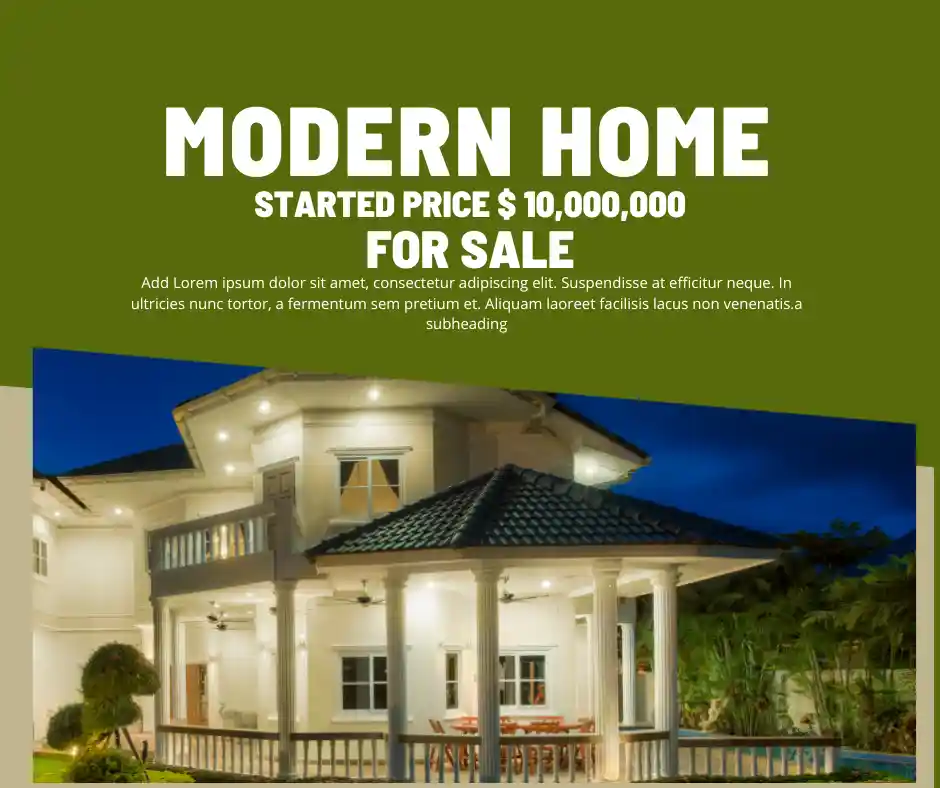 MODERN HOME
STARTED PRICE $ 10,000,000
FOR SALE
Add Lorem ipsum dolor sit amet, consectetur adipiscing elit. Suspendisse at efficitur neque. In
ultricies nunc tortor, a fermentum sem pretium et. Aliquam laoreet facilisis lacus non venenatis.a
subheading